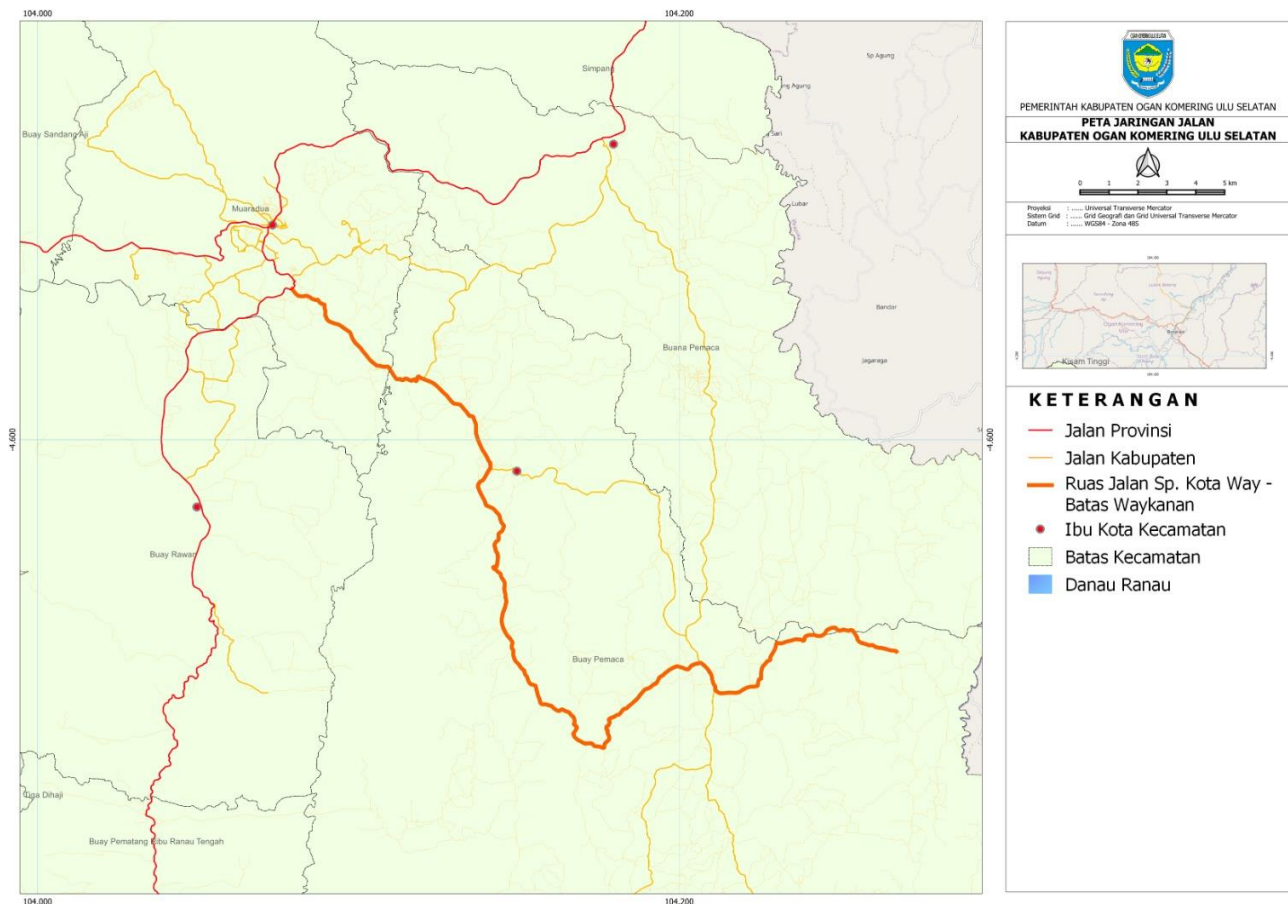 104.000
104.200
Simpang
Sp Agung
Buay Sandang Aji
Lubar
Muaradua
Bandar
Buana Pemaca
Jagaraga
-4.600
-4.600
Buay Rawan
Buay Pemaca
Tiga Dihaji
Buay Pematang Ribu Ranau Tengah
104.000
104.200
PEMERINTAH KABUPATEN OGAN KOMERING ULU SELATAN
PETA JARINGAN JALAN
KABUPATEN OGAN KOMERING ULU SELATAN
0 1 2 3 4 5 km
Proyeksi : ...... Universal Transverse Mercator
Sistem Grid : ...... Grid Geografi dan Grid Universal Transverse Mercator
Datum : ...... WGS84 - Zona 48S
Kisam Tinggi
KETERANGAN
Jalan Provinsi
Jalan Kabupaten
Ruas Jalan Sp. Kota Way -
Batas Waykanan
Ibu Kota Kecamatan
Batas Kecamatan
Danau Ranau